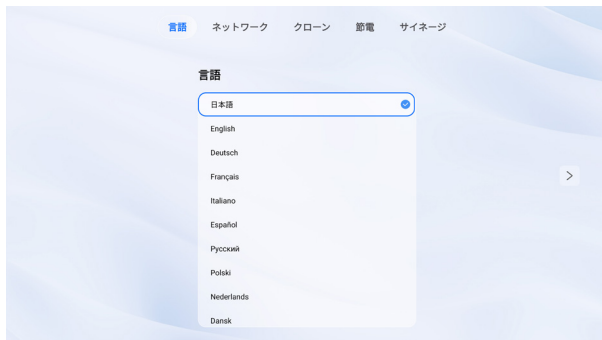 言語 ネットワーク クローン 節電 サイネージ
言語
日本語
English
Deutsch
Français
Italiano
Español
Русский
Polski
Nederlands
Dansk